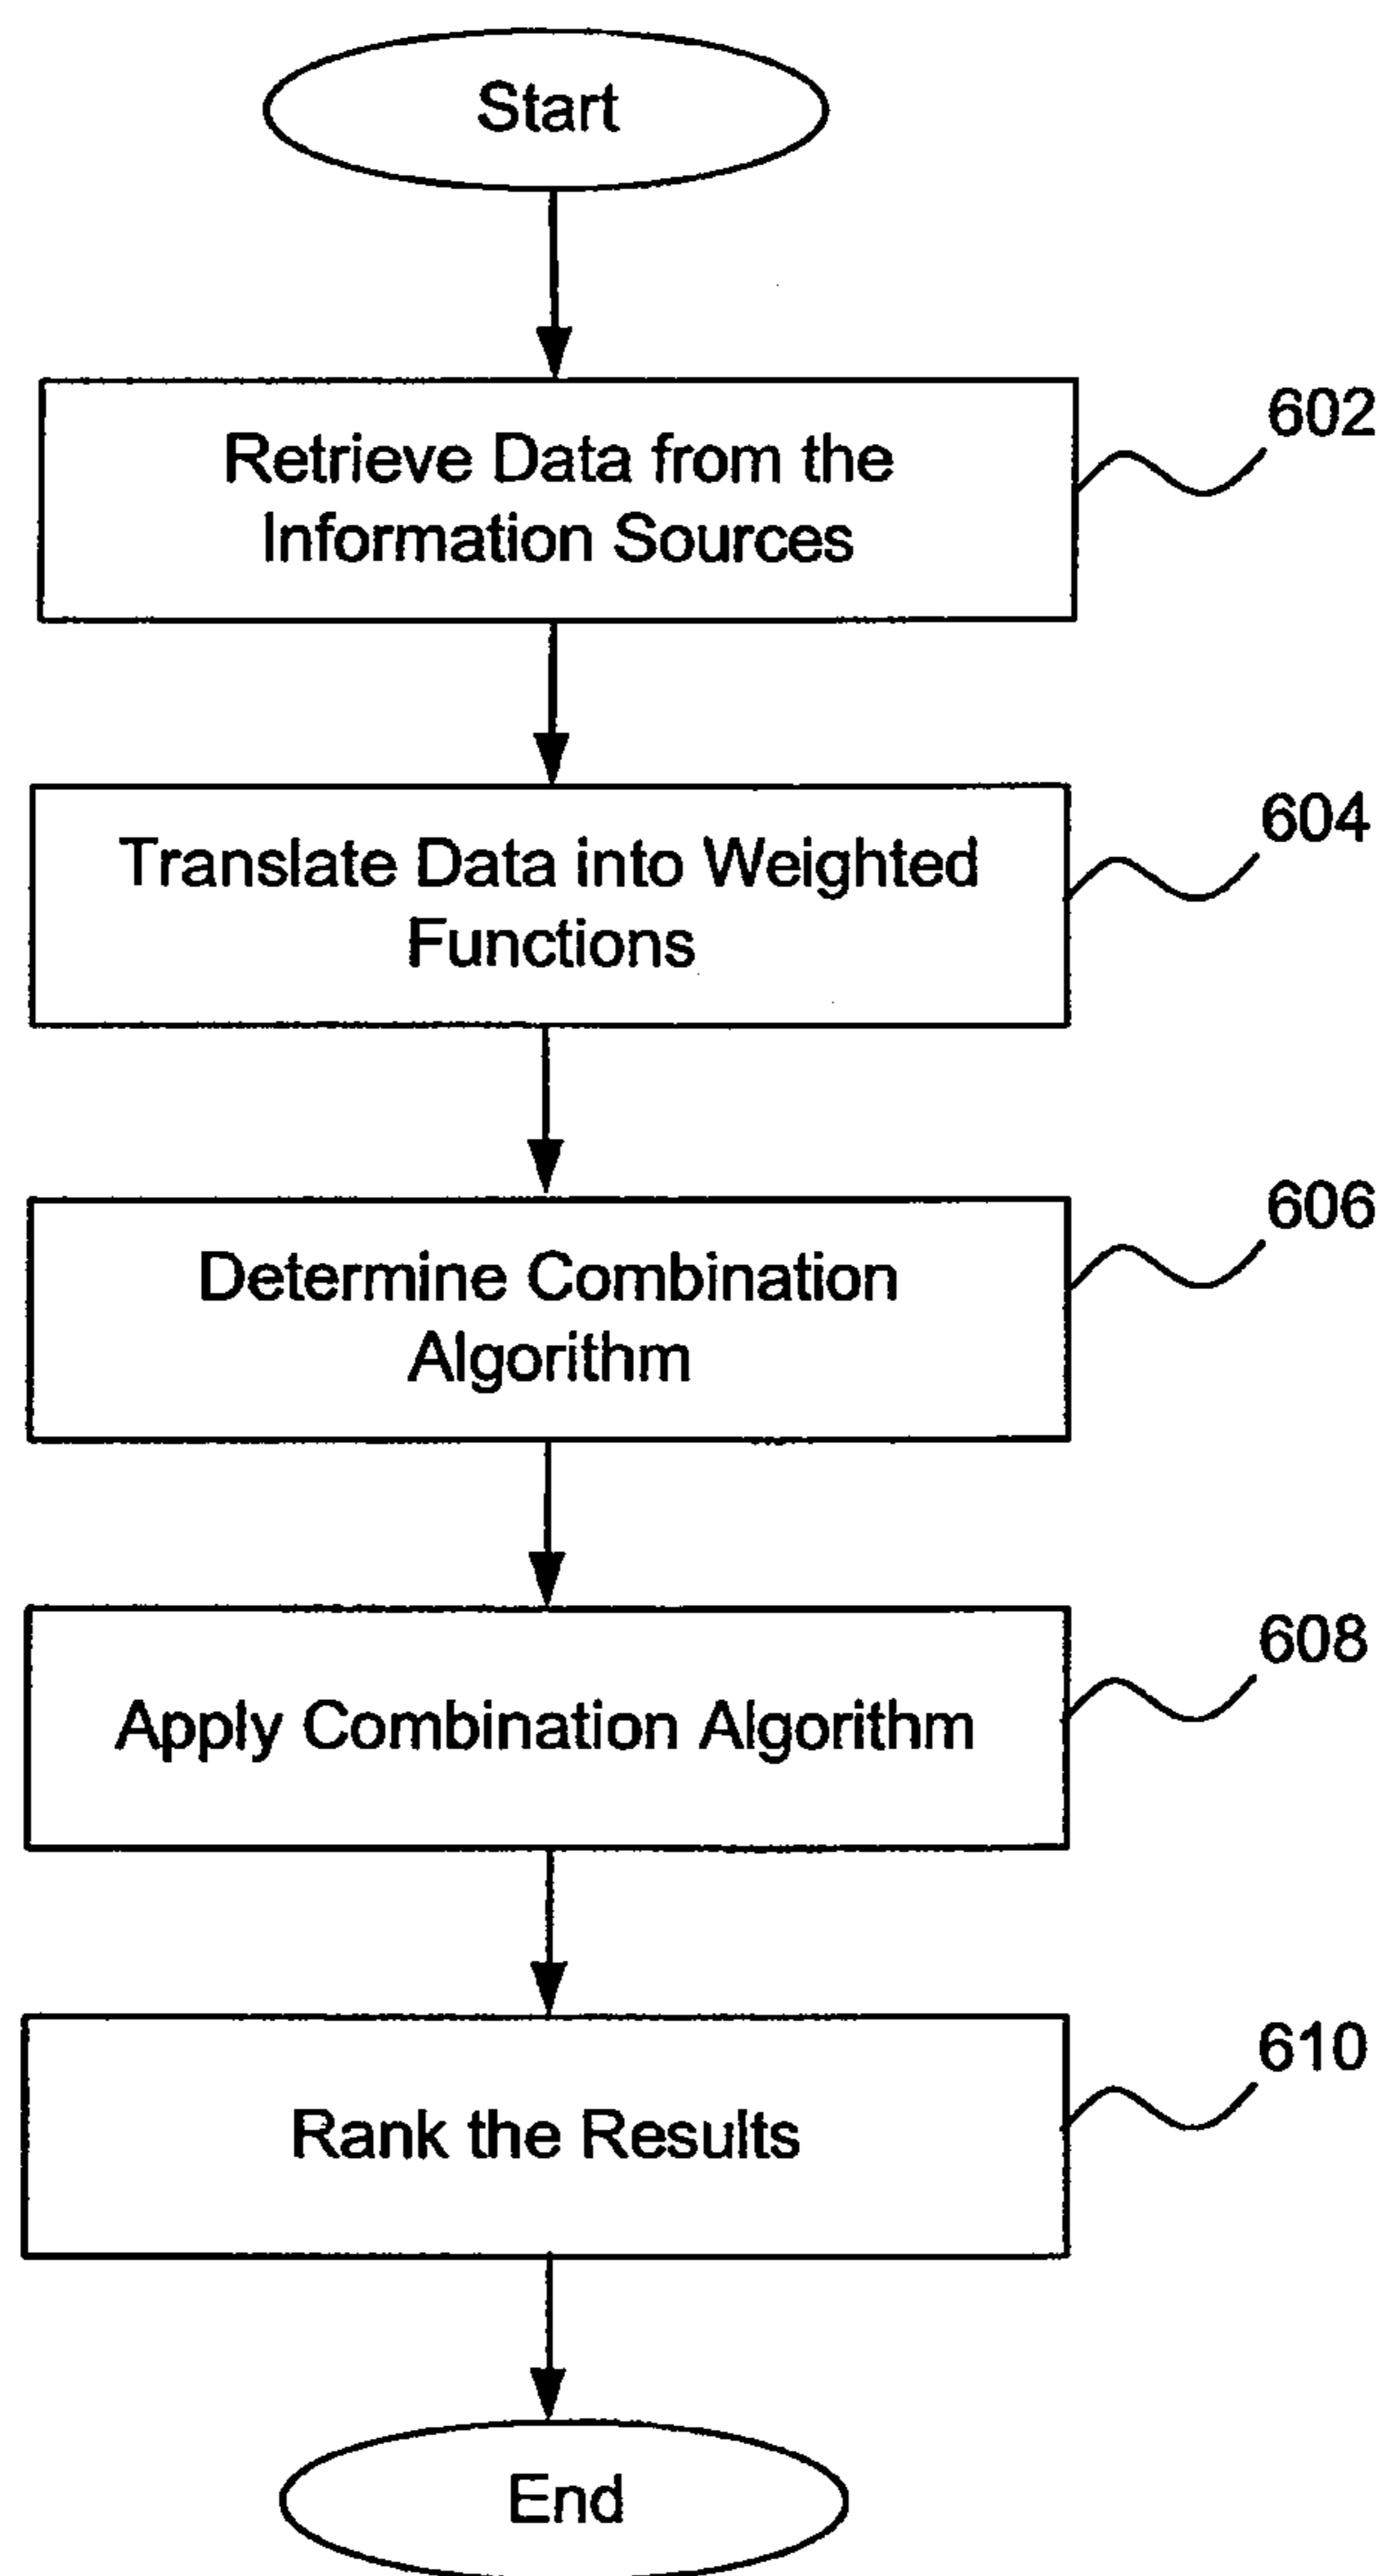 Start
602
Retrieve Data from the
Information Sources
604
Translate Data into Weighted
Functions
606
Determine Combination
Algorithm
608
Apply Combination Algorithm
610
Rank the Results
End